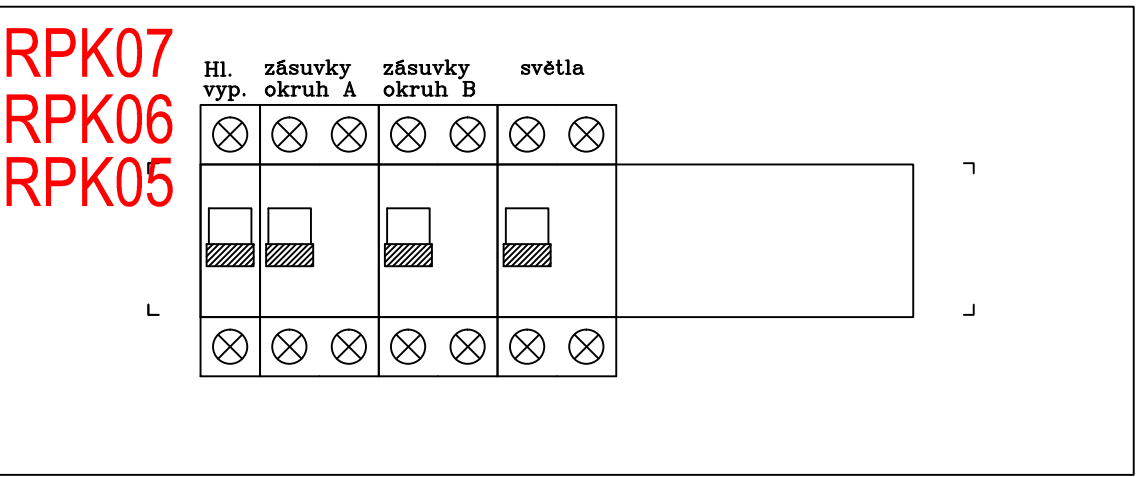 RPK07
RPK06
RPK05
Hl.
vyp.
zásuvky
okruh A
zásuvky
okruh B
světla